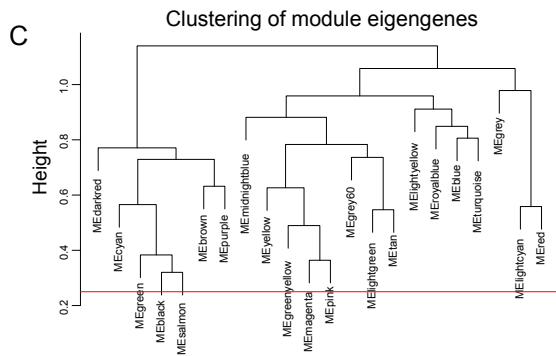 C
Clustering of module eigengenes
Height
1.0
0.8
0.6
0.4
0.2
MEdarkred
MEcyan
MEgreen
MEblack
MEsalmon
MEbrown
MEpurple
MEmidnightblue
MEyellow
MEgreenyellow
MEmagenta
MEpink
MEgrey60
MElightgreen
MEtan
MElightyellow
MEroyalblue
MEblue
MEturquoise
MEgrey
MElightcyan
MEred